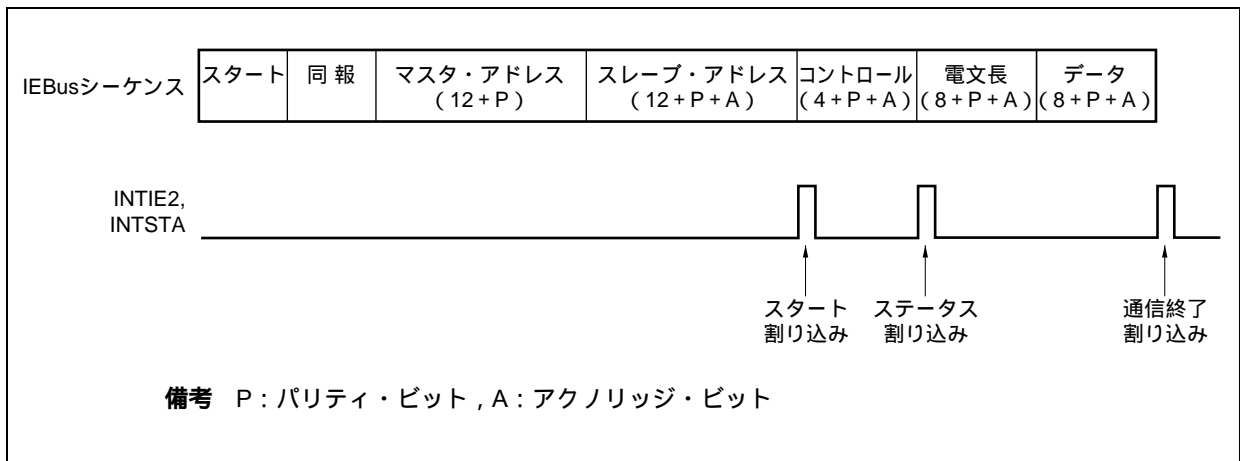 IEBusシーケンス
スタート
同 報
マスタ・アドレス
(12+P)
スレーブ・アドレス
(12+P+A)
コントロール
(4+P+A)
電文長
(8+P+A)
データ
(8+P+A)
INTIE2,
INTSTA
スタート
割り込み
ステータス
割り込み
通信終了
割り込み
備考 P:パリティ・ビット,A:アクノリッジ・ビット